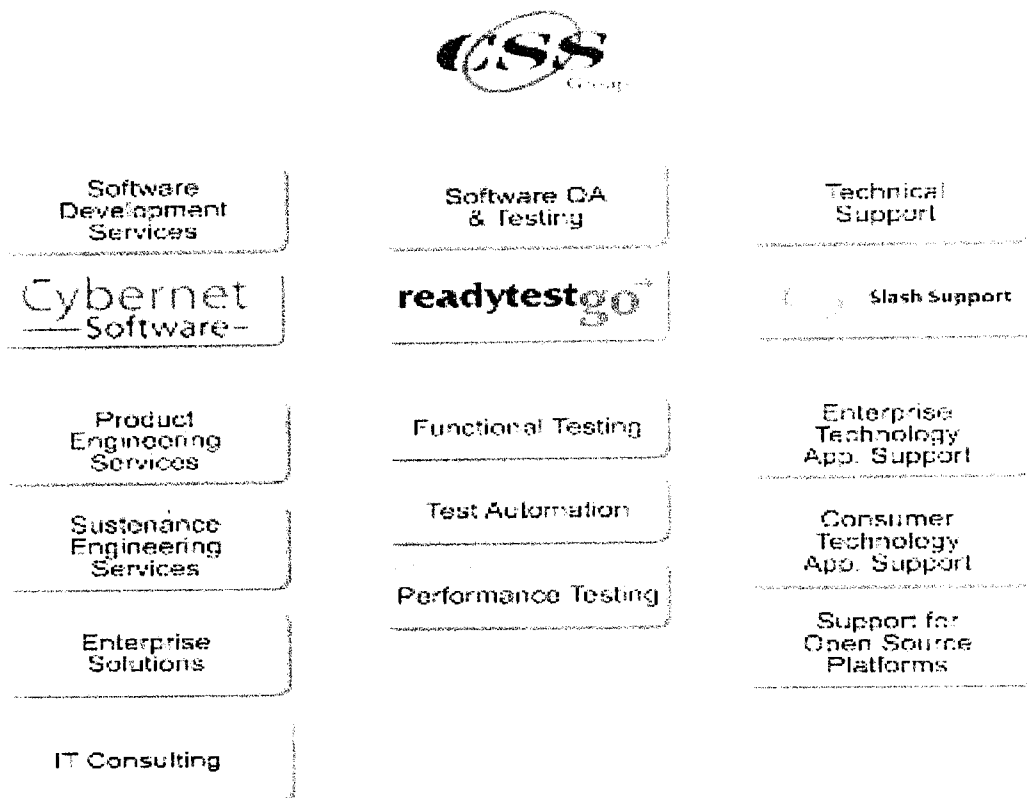 CSS
Group
Software
Development
Services
Cybernet
Software
Product
Engineering
Services
Sustenance
Engineering
Services
Enterprise
Solutions
IT Consulting
Software QA
& Testing
readytestgo
Functional Testing
Test Automation
Performance Testing
Technical
Support
Slash Support
Enterprise
Technology
App. Support
Consumer
Technology
App. Support
Support for
Open Source
Platforms